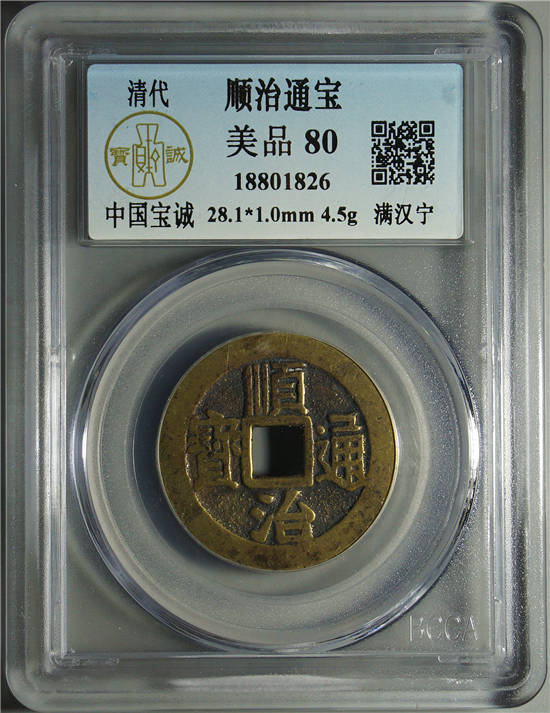 清代
顺治通宝
美品 80
寶 誠
18801826
中国宝诚 28.1*1.0mm 4.5g 满汉宁
順
寶 通
治
BCCA